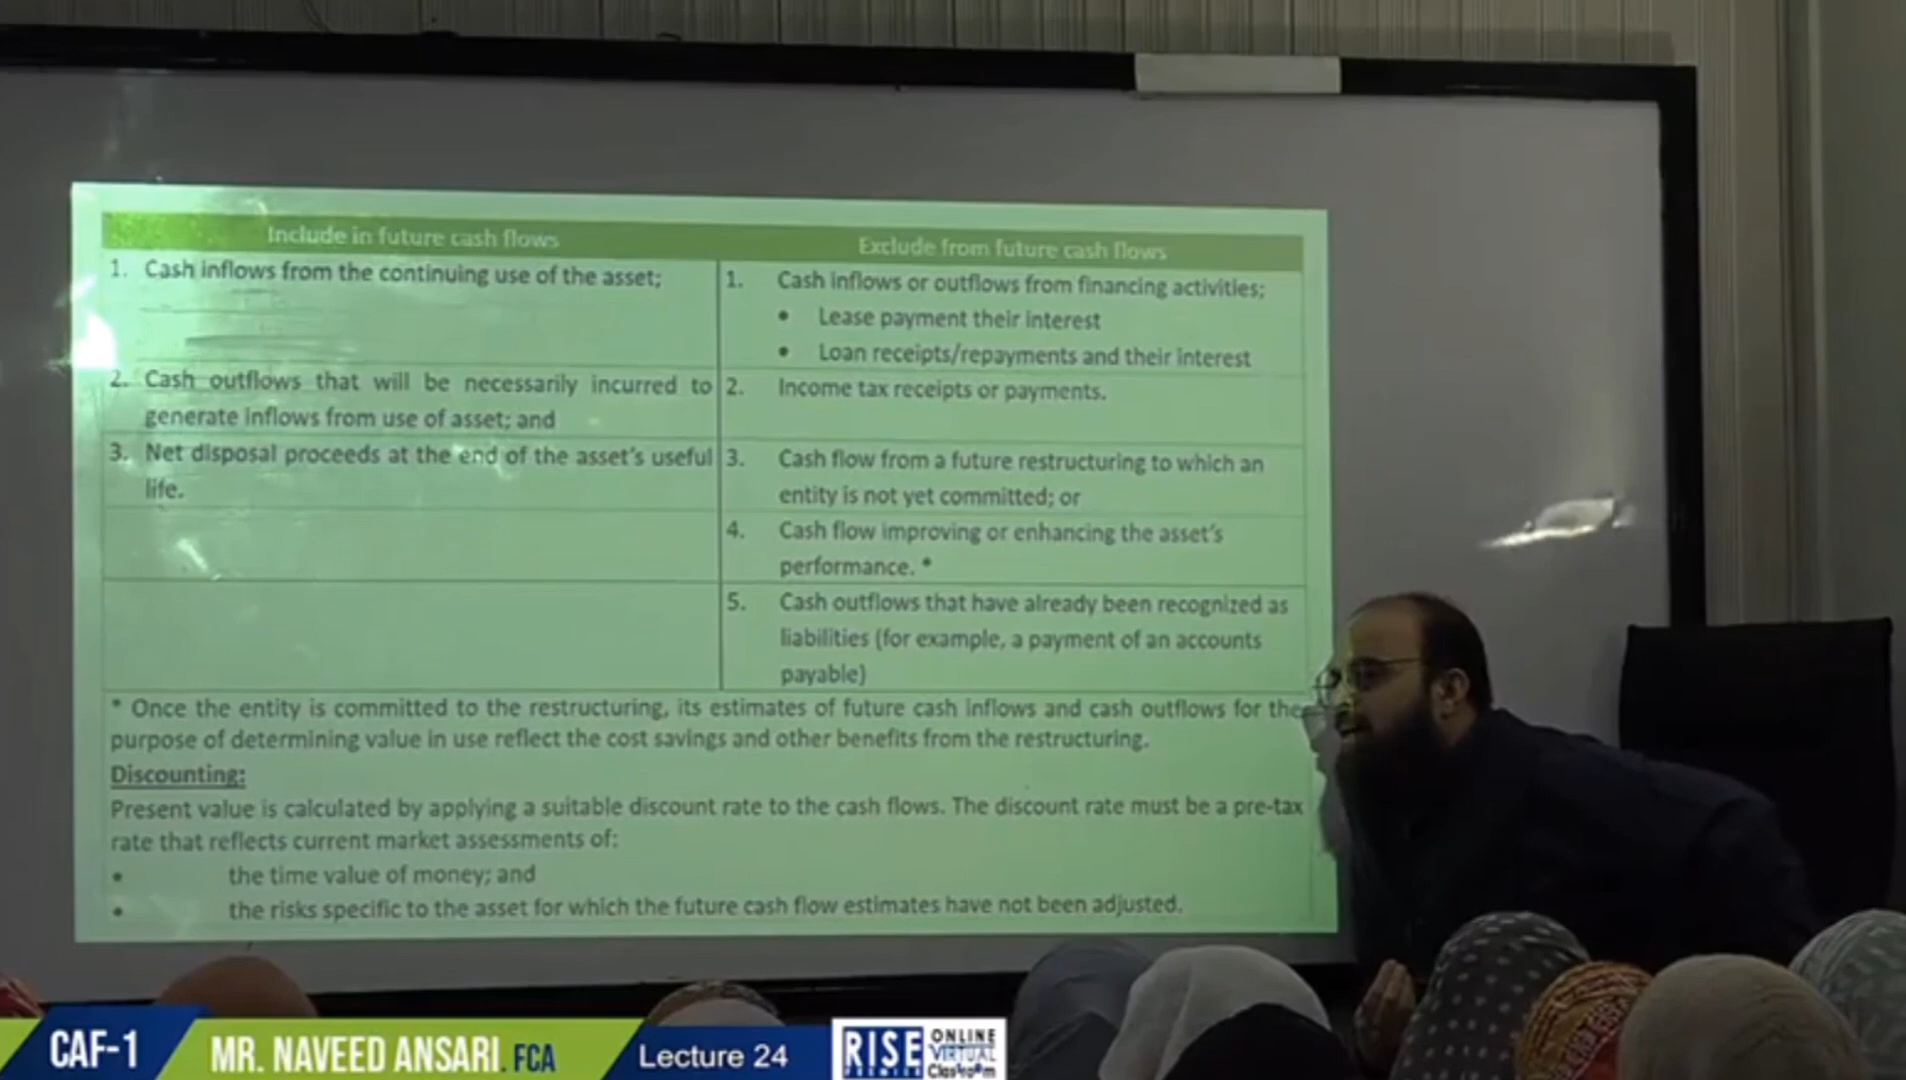 Include in future cash flows
Exclude from future cash flows
1. Cash inflows from the continuing use of the asset;
1. Cash inflows or outflows from financing activities;
• Lease payment their interest
• Loan receipts/repayments and their interest
2. Cash outflows that will be necessarily incurred to
generate inflows from use of asset; and
2. Income tax receipts or payments.
3. Net disposal proceeds at the end of the asset's useful
life.
3. Cash flow from a future restructuring to which an
entity is not yet committed; or
4. Cash flow improving or enhancing the asset's
performance. *
5. Cash outflows that have already been recognized as
liabilities (for example, a payment of an accounts
payable)
* Once the entity is committed to the restructuring, its estimates of future cash inflows and cash outflows for the
purpose of determining value in use reflect the cost savings and other benefits from the restructuring.
Discounting:
Present value is calculated by applying a suitable discount rate to the cash flows. The discount rate must be a pre-tax
rate that reflects current market assessments of:
• the time value of money; and
• the risks specific to the asset for which the future cash flow estimates have not been adjusted.
CAF-1
MR. NAVEED ANSARI. FCA
Lecture 24
RISE
ONLINE
VIRTUAL
Classroom